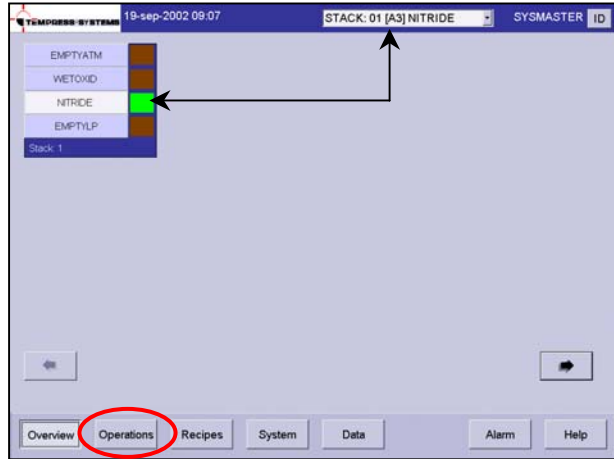 TEMPRESS SYSTEMS 19-sep-2002 09:07 STACK: 01 [A3] NITRIDE SYSMASTER ID
EMPTYATM
WETOXID
NITRIDE
EMPTYLP
Stack: 1
Overview Operations Recipes System Data Alarm Help